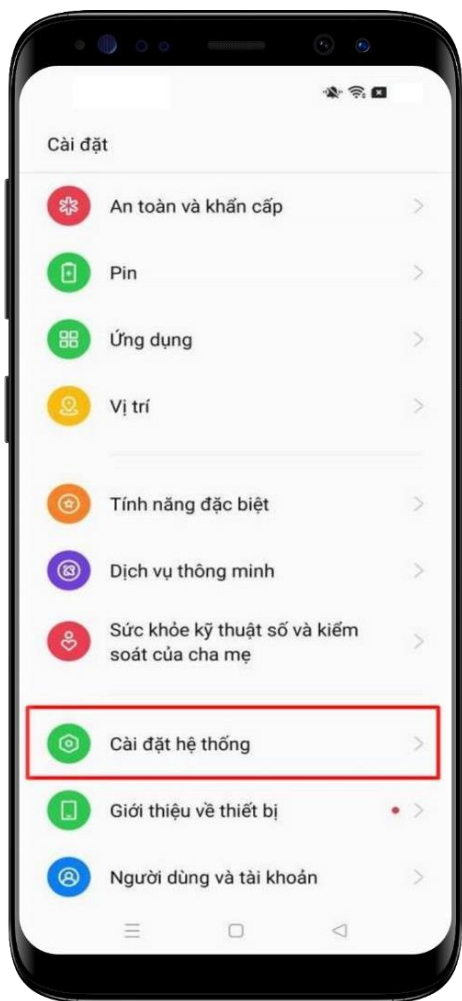 Cài đặt
An toàn và khẩn cấp
Pin
Ứng dụng
Vị trí
Tính năng đặc biệt
Dịch vụ thông minh
Sức khỏe kỹ thuật số và kiểm
soát của cha mẹ
Cài đặt hệ thống
Giới thiệu về thiết bị
Người dùng và tài khoản